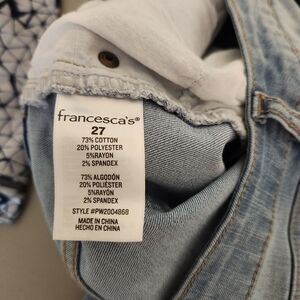 francesca's®
27
73% COTTON
20% POLYESTER
5%RAYON
2% SPANDEX
73% ALGODÓN
20% POLIÉSTER
5%RAYON
2% SPANDEX
STYLE #PW2004868
MADE IN CHINA
HECHO EN CHINA